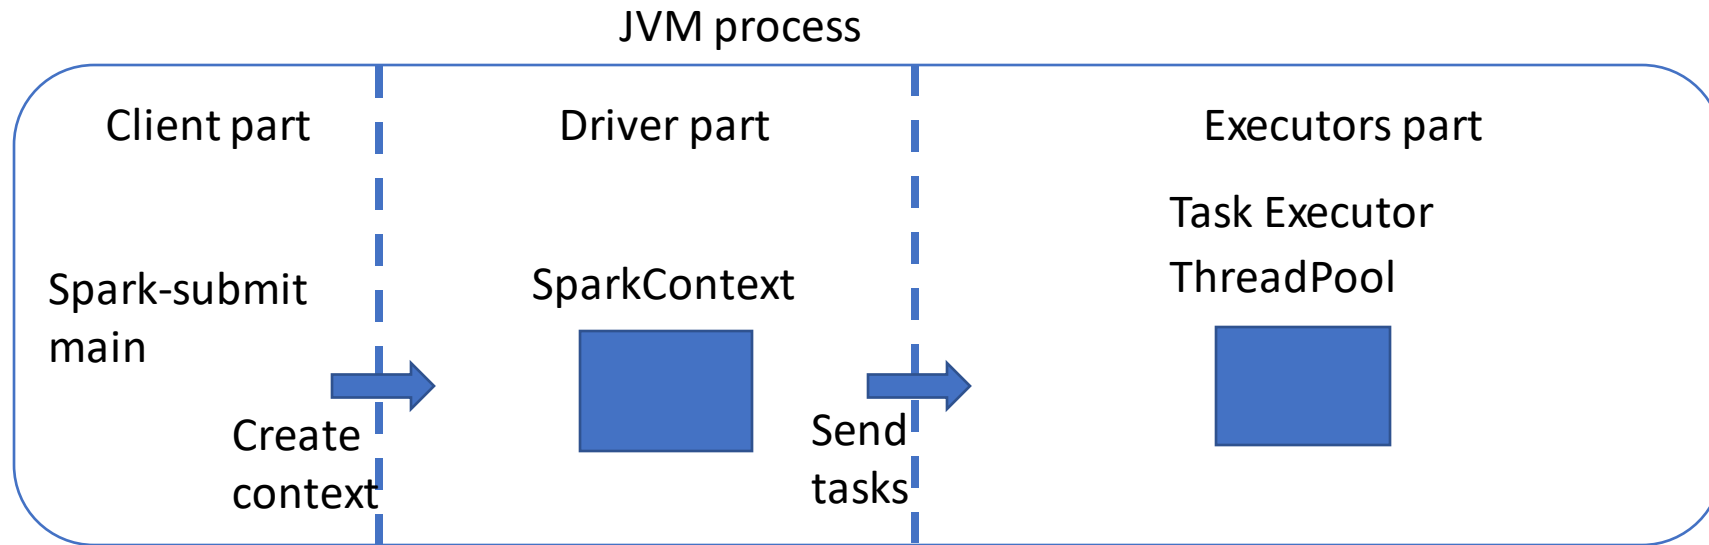 JVM process
Client part
Driver part
Executors part
Spark-submit
main
Create
context
SparkContext
Send
tasks
Task Executor
ThreadPool